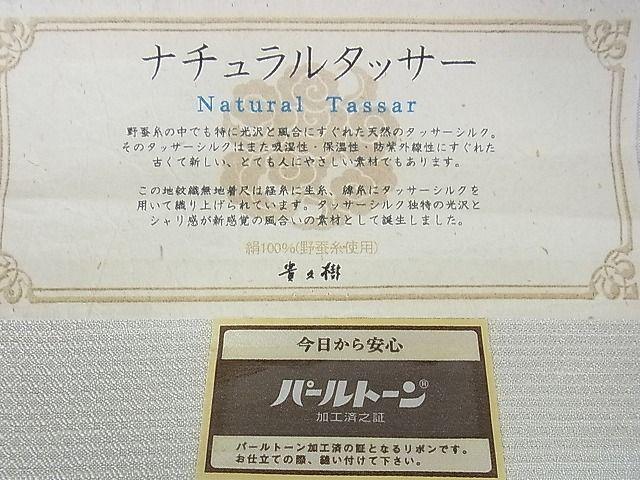 ナチュラルタッサー
Natural Tassar
野蚕糸の中でも特に光沢と風合にすぐれた天然のタッサーシルク。
そのタッサーシルクはまた吸湿性・保温性・防紫外線性にすぐれた
古くて新しい、とても人にやさしい素材でもあります。
この地紋織無地着尺は経糸に生糸、緯糸にタッサーシルクを
用いて織り上げられています。タッサーシルク独特の光沢と
シャリ感が新感覚の風合いの素材として誕生しました。
絹100%(野蚕糸使用)
貴久樹
今日から安心
パールトーン®
加工済之証
パールトーン加工済の証となるリボンです。
お仕立ての際、縫い付けて下さい。